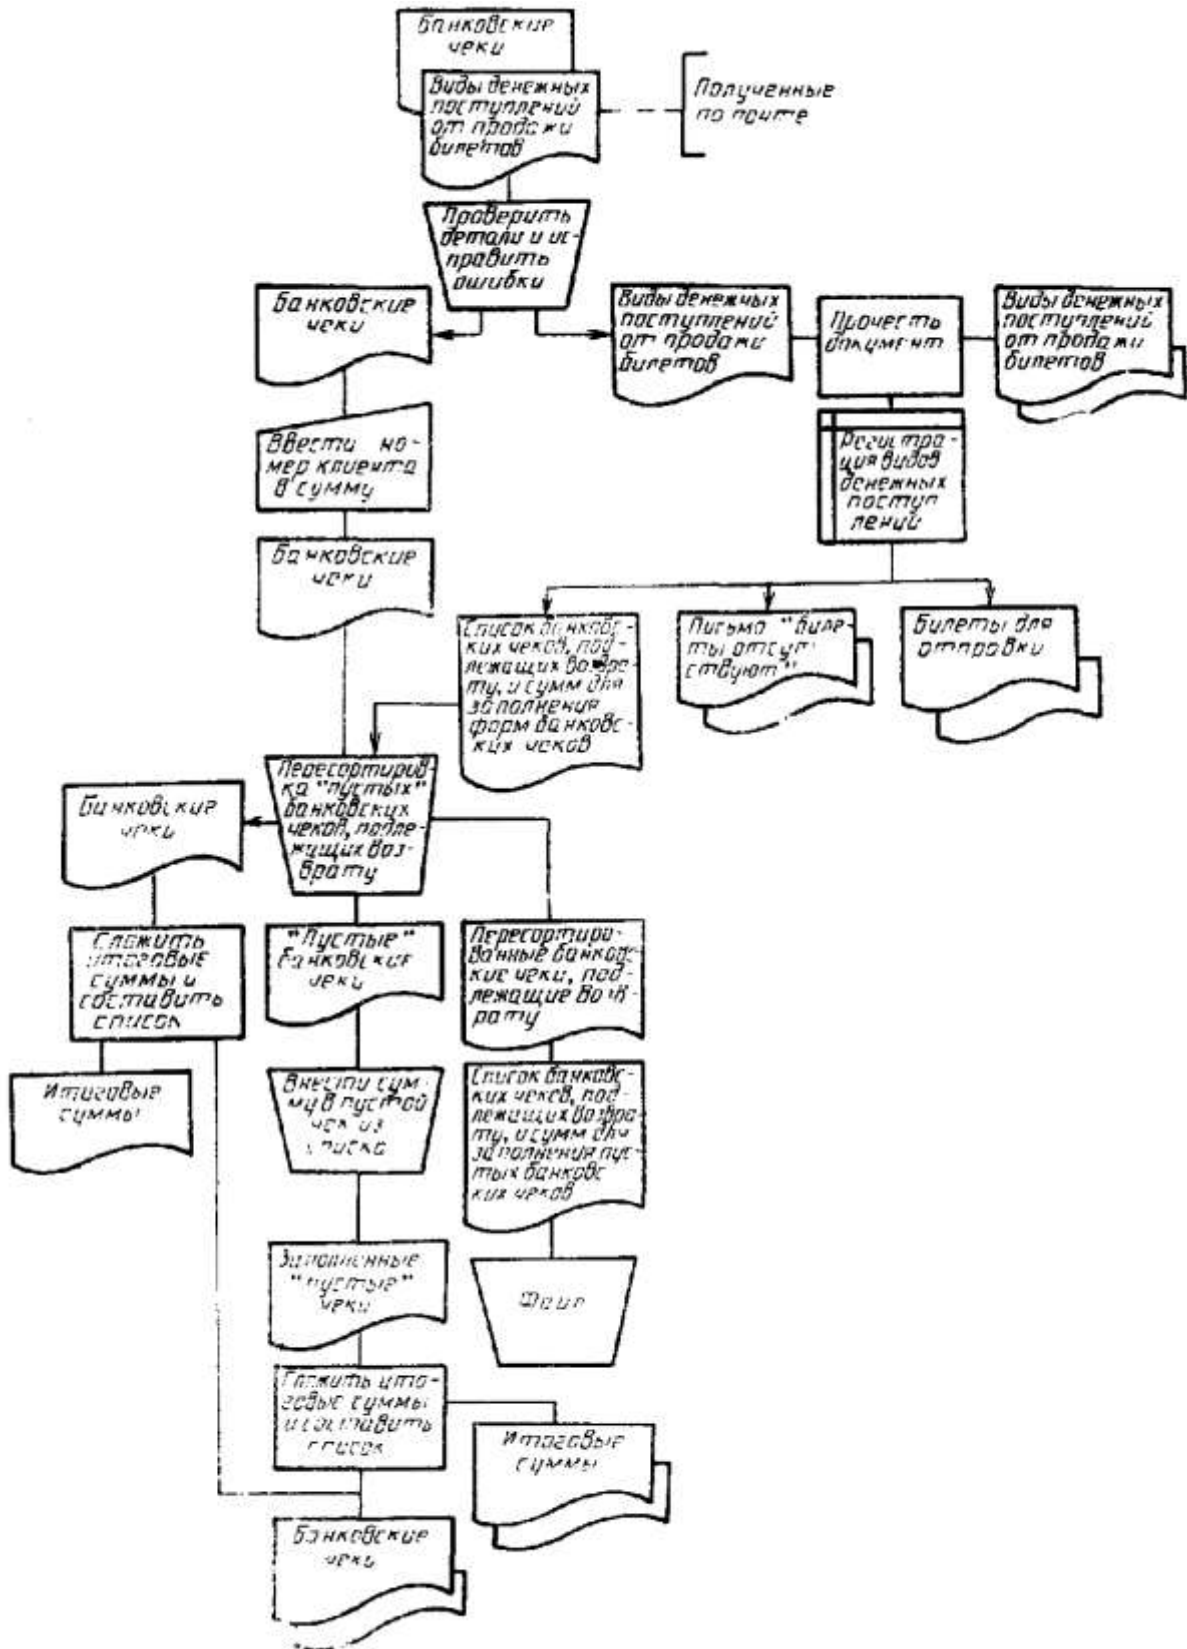 Банковские
чеки
Виды денежных
поступлений
от продажи
билетов
Полученные
по почте
Проверить
детали и ис-
править
ошибки
Банковские
чеки
Виды денежных
поступлений
от продажи
билетов
Прочесть
документ
Виды денежных
поступлений
от продажи
билетов
Ввести но-
мер клиента
в сумму
Регистра-
ция видов
денежных
поступ
лений
Банковские
чеки
Список банковс-
ких чеков, под-
лежащих возвра-
ту, и сумм для
заполнения
форм банковс-
ких чеков
Письмо "биле-
ты отсут
ствуют"
Билеты для
отправки
Пересортиров-
ка "пустых"
банковских
чеков, подле-
жащих воз-
врату
Банковские
чеки
Сложить
итоговые
суммы и
составить
список
"Пустые"
банковские
чеки
Пересортиро-
ванные банковс-
кие чеки, под-
лежащие возв-
рату
Итоговые
суммы
Внести сум-
му в пустой
чек из
списка
Список банковс-
ких чеков, под-
лежащих возвра-
ту, и сумм для
заполнения пус-
тых банковс
ких чеков
Заполненные
"пустые"
чеки
Файл
Сложить ито-
говые суммы
и составить
список
Итоговые
суммы
Банковские
чеки